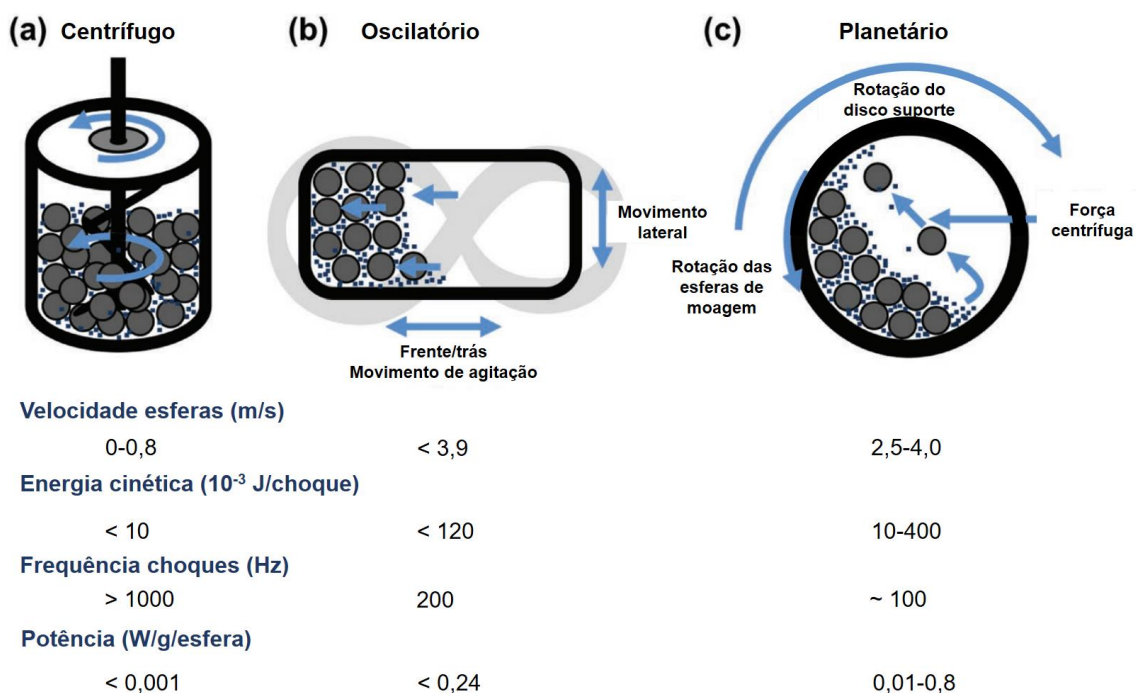 (a) Centrífugo
(b) Oscilatório
(c) Planetário
Rotação do
disco suporte
Movimento
lateral
Rotação das
esferas de
moagem
Força
centrífuga
Frente/trás
Movimento de agitação
Velocidade esferas (m/s)
0-0,8 < 3,9 2,5-4,0
Energia cinética (10⁻³ J/choque)
< 10 < 120 10-400
Frequência choques (Hz)
> 1000 200 ~ 100
Potência (W/g/esfera)
< 0,001 < 0,24 0,01-0,8